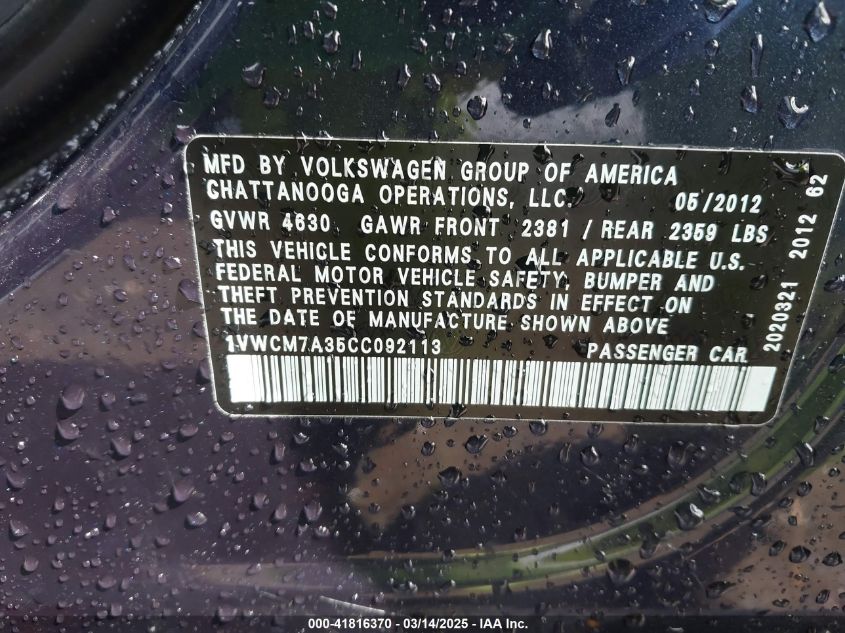 MFD BY VOLKSWAGEN GROUP OF AMERICA
CHATTANOOGA OPERATIONS, LLC. 05/2012
GVWR 4630 GAWR FRONT 2381 / REAR 2359 LBS
THIS VEHICLE CONFORMS TO ALL APPLICABLE U.S.
FEDERAL MOTOR VEHICLE SAFETY, BUMPER AND
THEFT PREVENTION STANDARDS IN EFFECT ON
THE DATE OF MANUFACTURE SHOWN ABOVE
1VWCM7A35CC092113 PASSENGER CAR
2020321 2012 62
000-41816370 - 03/14/2025 - IAA Inc.